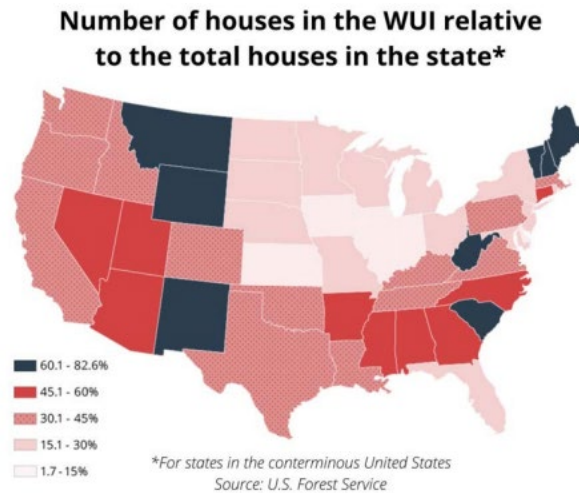 Number of houses in the WUI relative
to the total houses in the state*
60.1 - 82.6%
45.1 - 60%
30.1 - 45%
15.1 - 30%
1.7 - 15%
*For states in the conterminous United States
Source: U.S. Forest Service